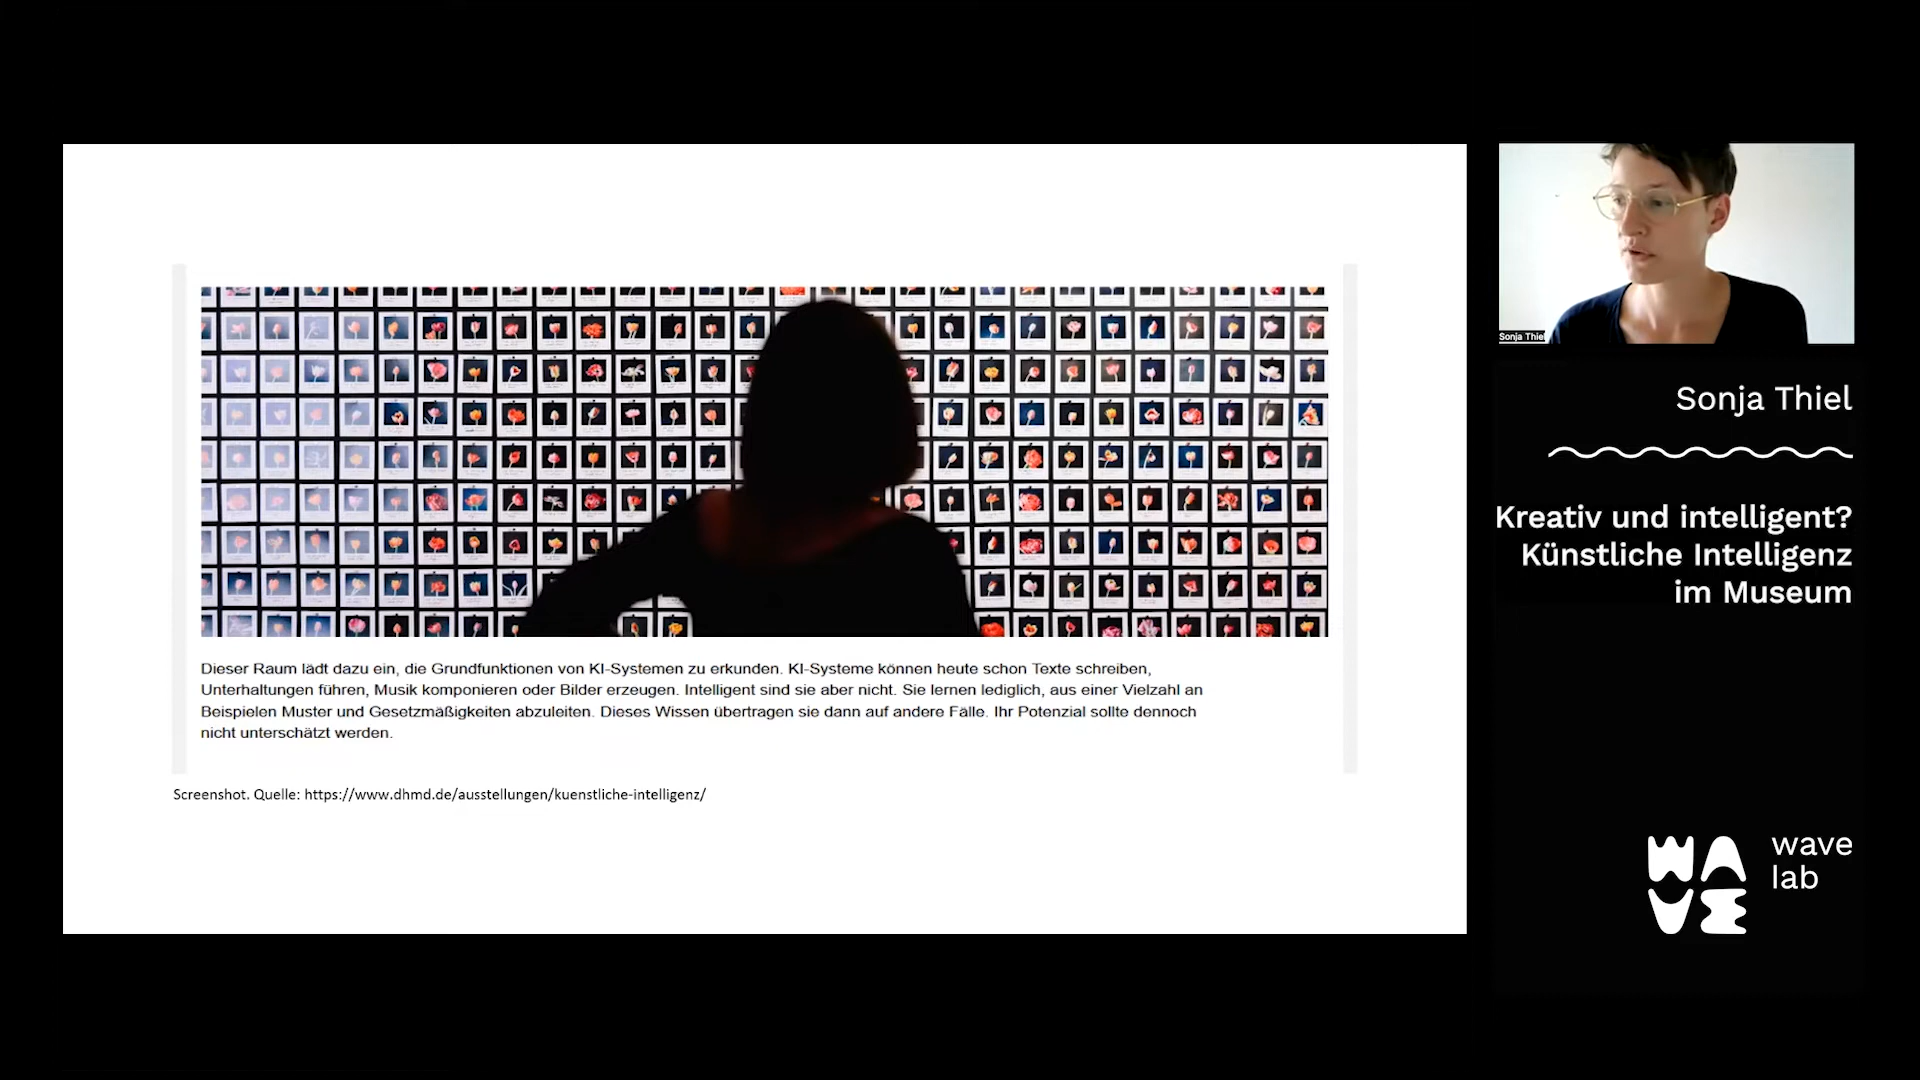 Dieser Raum lädt dazu ein, die Grundfunktionen von KI-Systemen zu erkunden. KI-Systeme können heute schon Texte schreiben,
Unterhaltungen führen, Musik komponieren oder Bilder erzeugen. Intelligent sind sie aber nicht. Sie lernen lediglich, aus einer Vielzahl an
Beispielen Muster und Gesetzmäßigkeiten abzuleiten. Dieses Wissen übertragen sie dann auf andere Fälle. Ihr Potenzial sollte dennoch
nicht unterschätzt werden.
Screenshot. Quelle: https://www.dhmd.de/ausstellungen/kuenstliche-intelligenz/
Sonja Thiel
Sonja Thiel
Kreativ und intelligent?
Künstliche Intelligenz
im Museum
WA
VE
wave
lab